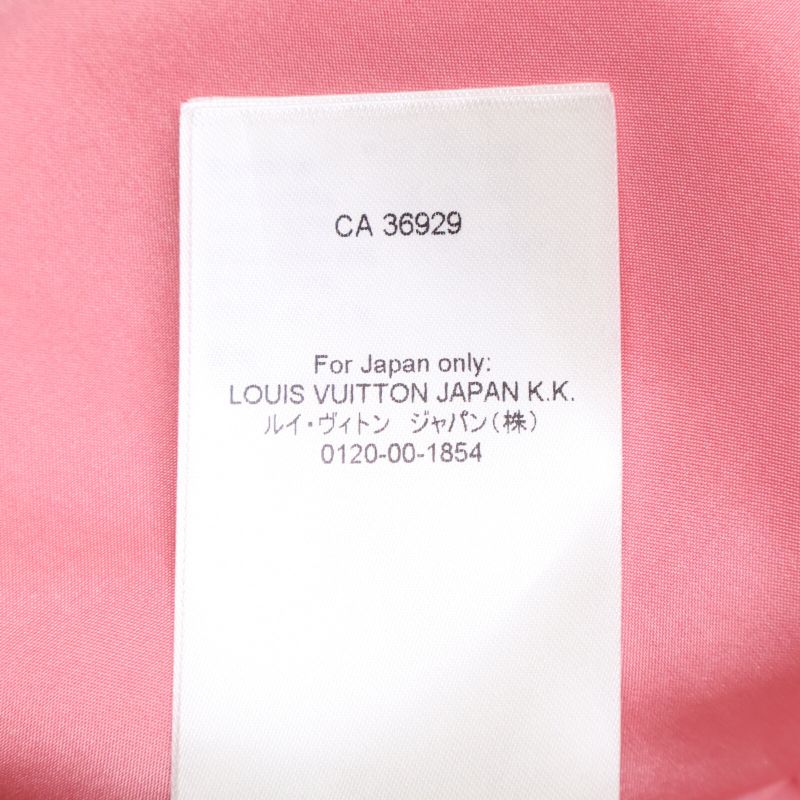 CA 36929
For Japan only:
LOUIS VUITTON JAPAN K.K.
ルイ・ヴィトン ジャパン(株)
0120-00-1854